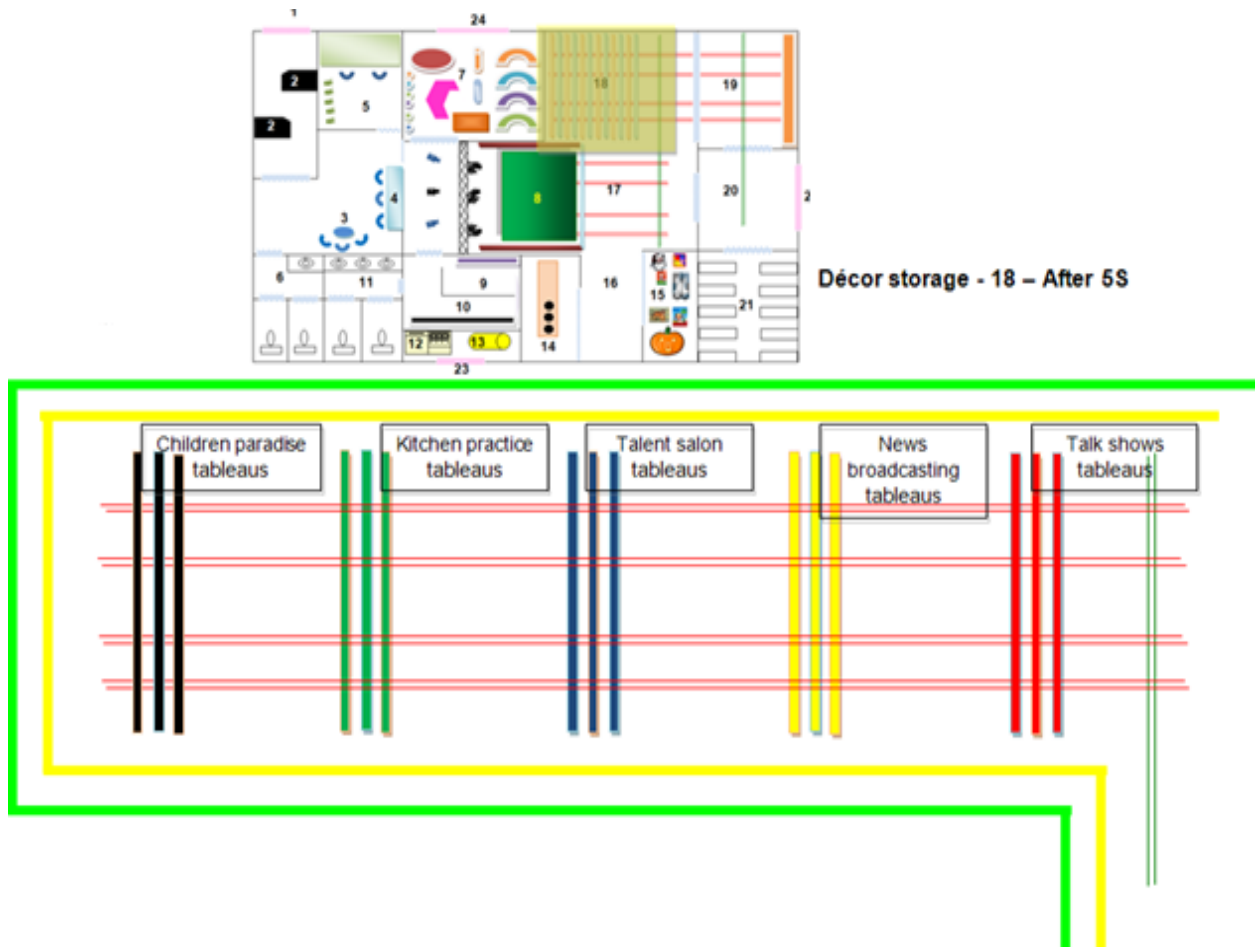 1
24
2
7
18
19
5
2
4
8
17
20
2
3
6
11
9
16
15
21
10
12
13
14
23
Décor storage - 18 – After 5S
Children paradise
tableaus
Kitchen practice
tableaus
Talent salon
tableaus
News
broadcasting
tableaus
Talk shows
tableaus